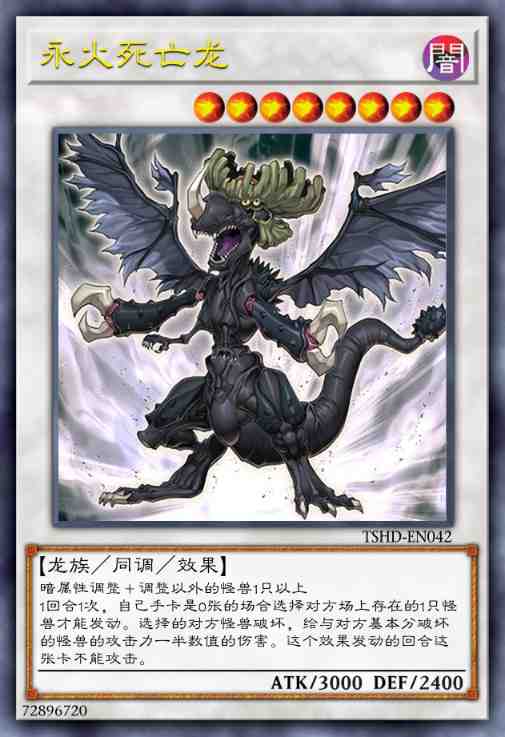 永火死亡龙
闇
TSHD-EN042
【龙族／同调／效果】
暗属性调整＋调整以外的怪兽1只以上
1回合1次，自己手卡是0张的场合选择对方场上存在的1只怪
兽才能发动。选择的对方怪兽破坏，给与对方基本分破坏
的怪兽的攻击力一半数值的伤害。这个效果发动的回合这
张卡不能攻击。
ATK/3000 DEF/2400
72896720